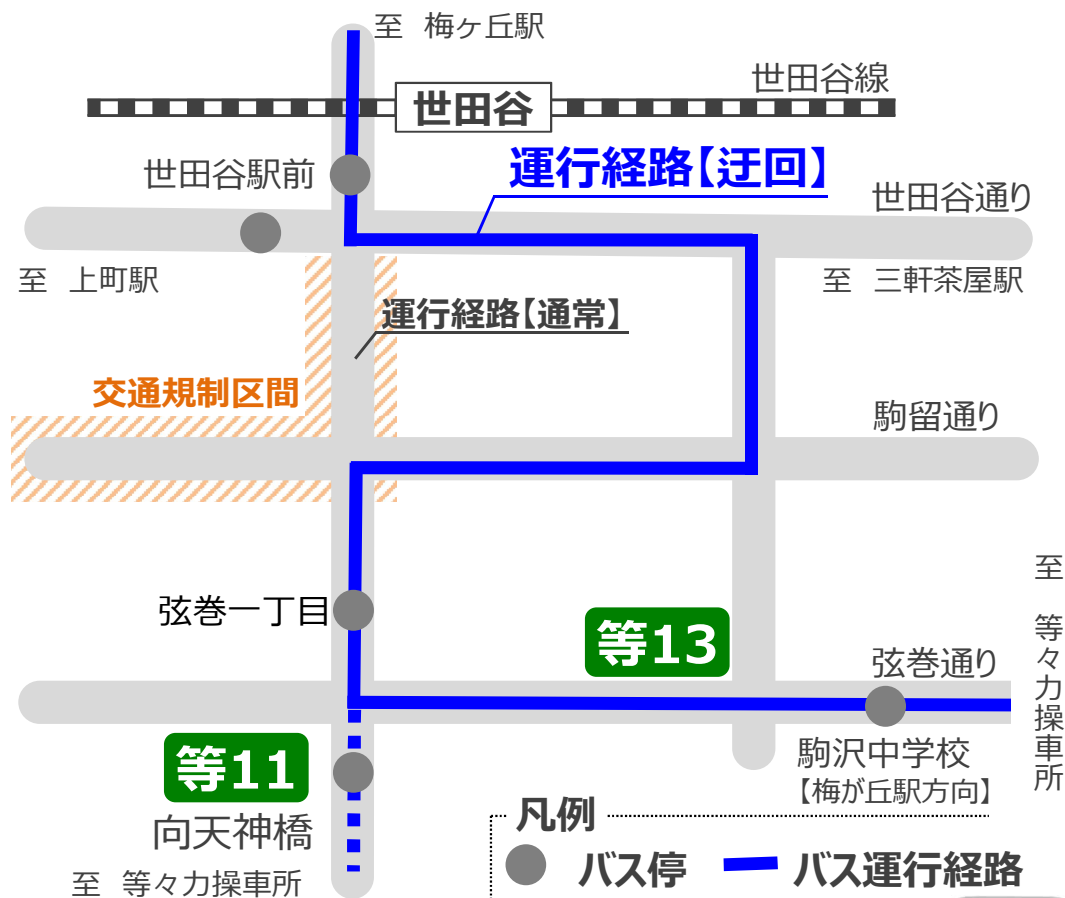 至 梅ヶ丘駅
世田谷線
世田谷
世田谷駅前
運行経路【迂回】
世田谷通り
至 上町駅
至 三軒茶屋駅
運行経路【通常】
交通規制区間
駒留通り
至 等々力操車所
弦巻一丁目
等13
弦巻通り
等11
駒沢中学校
【梅が丘駅方向】
向天神橋
凡例
バス停
バス運行経路
至 等々力操車所